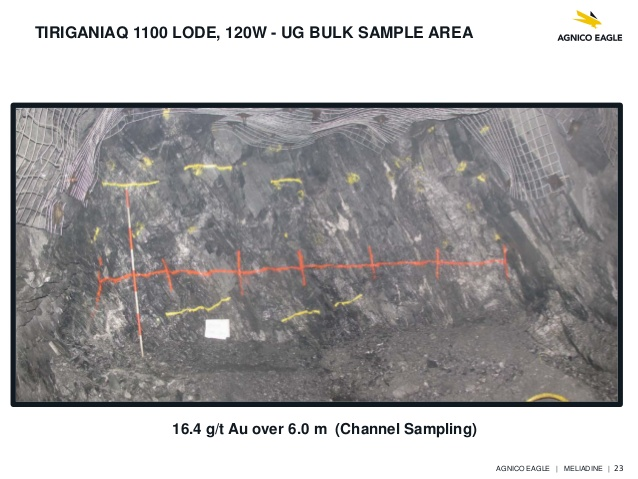 TIRIGANIAQ 1100 LODE, 120W - UG BULK SAMPLE AREA
AGNICO EAGLE
16.4 g/t Au over 6.0 m (Channel Sampling)
AGNICO EAGLE | MELIADINE | 23